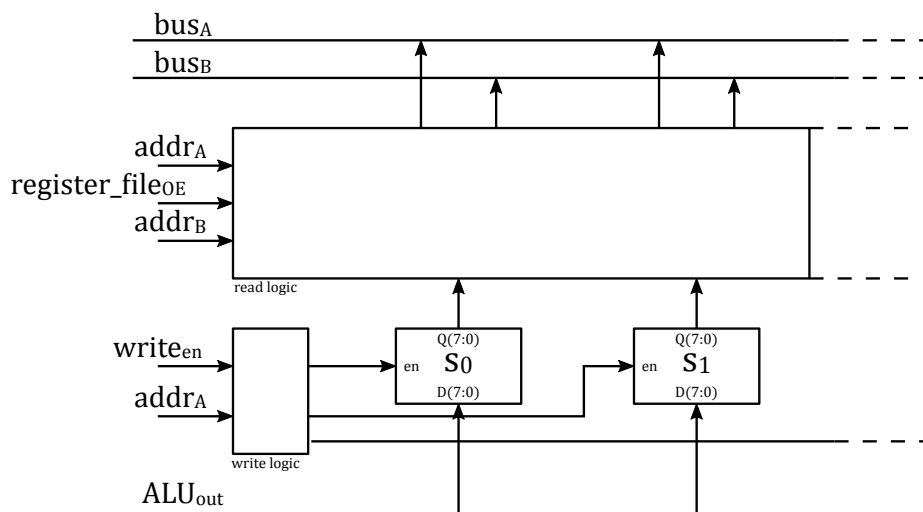 busA
busB
addrA
register_fileOE
addrB
read logic
writeen
addrA
write logic
Q(7:0)
en s0
D(7:0)
Q(7:0)
en s1
D(7:0)
ALUout